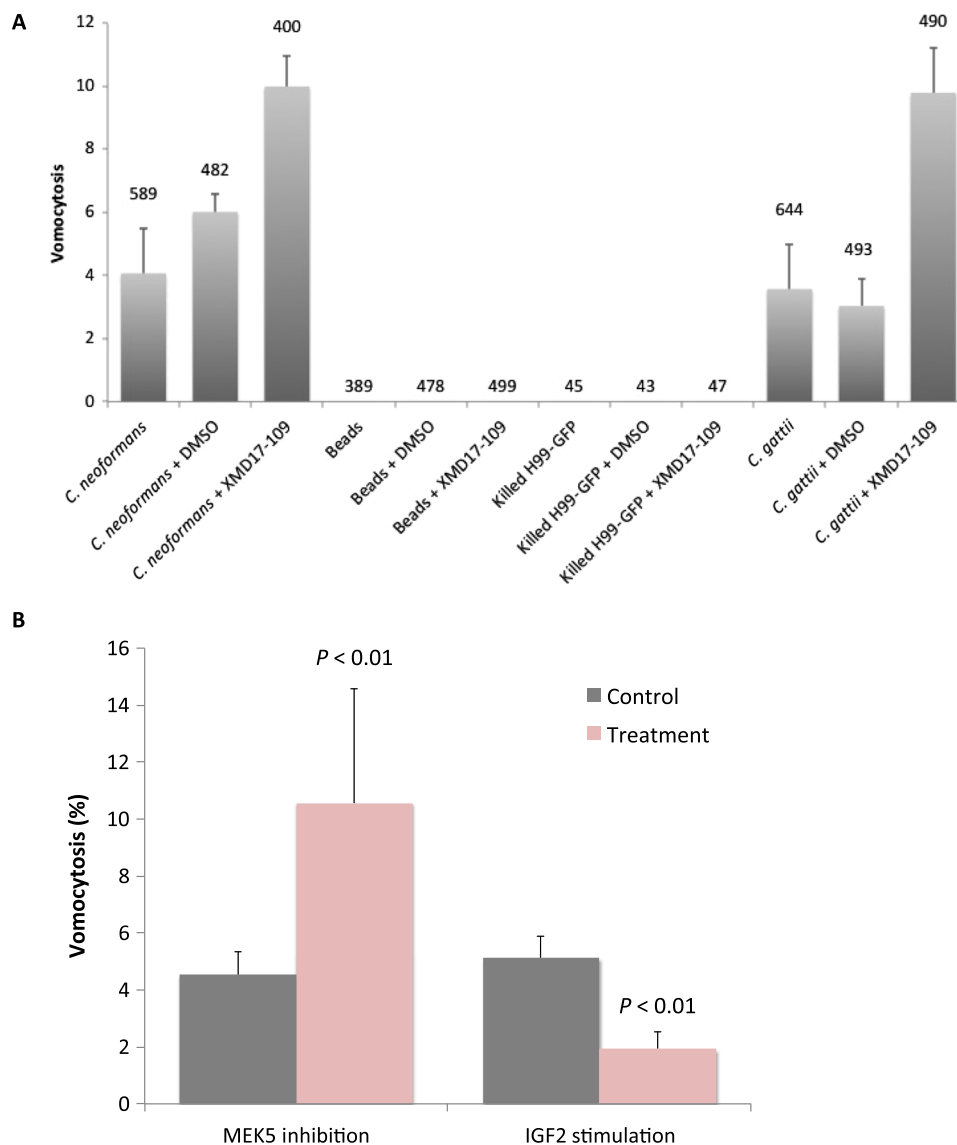 A
12
10
8
6
4
2
0
Vomocytosis
589
482
400
389
478
499
45
43
47
644
493
490
C. neoformans
C. neoformans + DMSO
C. neoformans + XMD17-109
Beads
Beads + DMSO
Beads + XMD17-109
Killed H99-GFP
Killed H99-GFP + DMSO
Killed H99-GFP + XMD17-109
C. gattii
C. gattii + DMSO
C. gattii + XMD17-109
B
16
14
12
10
8
6
4
2
0
Vomocytosis (%)
P < 0.01
P < 0.01
Control
Treatment
MEK5 inhibition
IGF2 stimulation